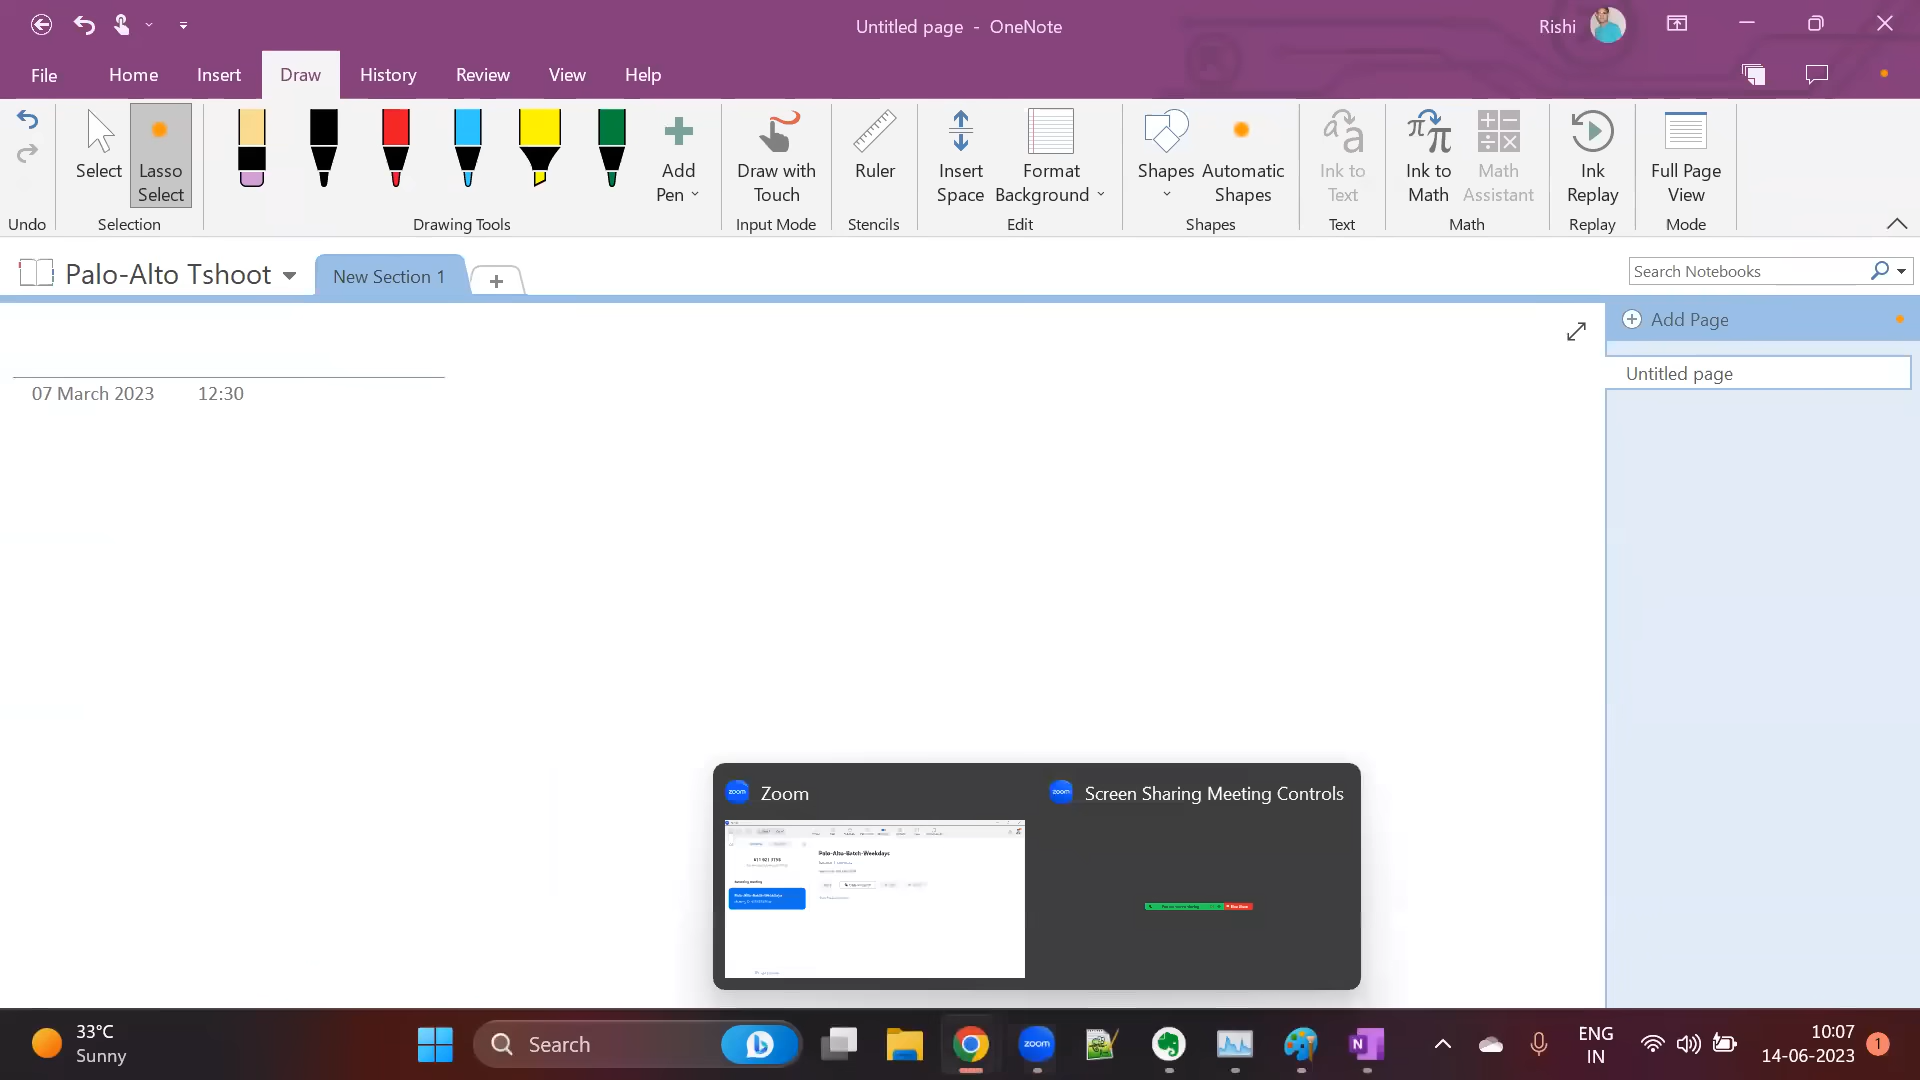 Untitled page - OneNote
Rishi
File Home Insert Draw History Review View Help
Select
Lasso Select
Add Pen
Draw with Touch
Ruler
Insert Space
Format Background
Shapes
Automatic Shapes
Ink to Text
Ink to Math
Math Assistant
Ink Replay
Full Page View
Undo Selection Drawing Tools Input Mode Stencils Edit Shapes Text Math Replay Mode
Palo-Alto Tshoot
New Section 1
Search Notebooks
Add Page
Untitled page
07 March 2023 12:30
zoom Zoom
zoom Screen Sharing Meeting Controls
Palo-Alto-Batch-Weekdays
33°C
Sunny
Search
zoom
N
ENG
IN
10:07
14-06-2023
1